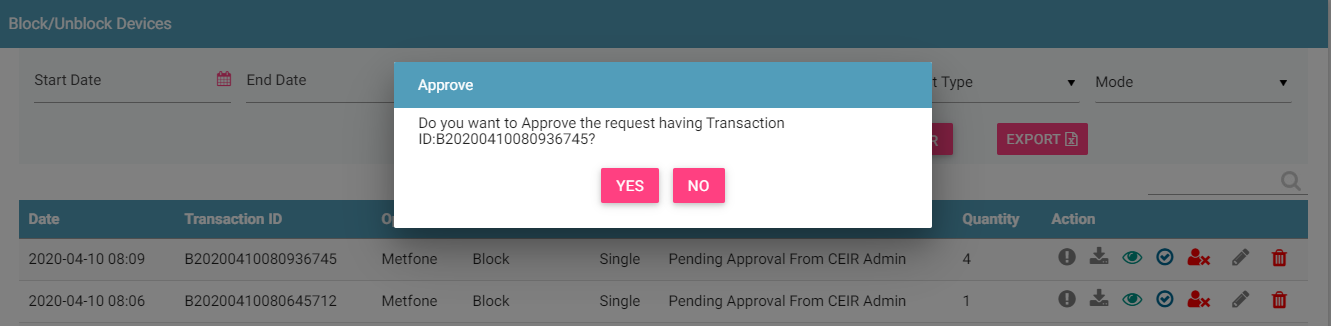 Block/Unblock Devices
Start Date
End Date
t Type
Mode
Approve
Do you want to Approve the request having Transaction
ID:B20200410080936745?
YES
NO
R
EXPORT
Date
Transaction ID
Op
Quantity
Action
2020-04-10 08:09
B20200410080936745
Metfone
Block
Single
Pending Approval From CEIR Admin
4
2020-04-10 08:06
B20200410080645712
Metfone
Block
Single
Pending Approval From CEIR Admin
1